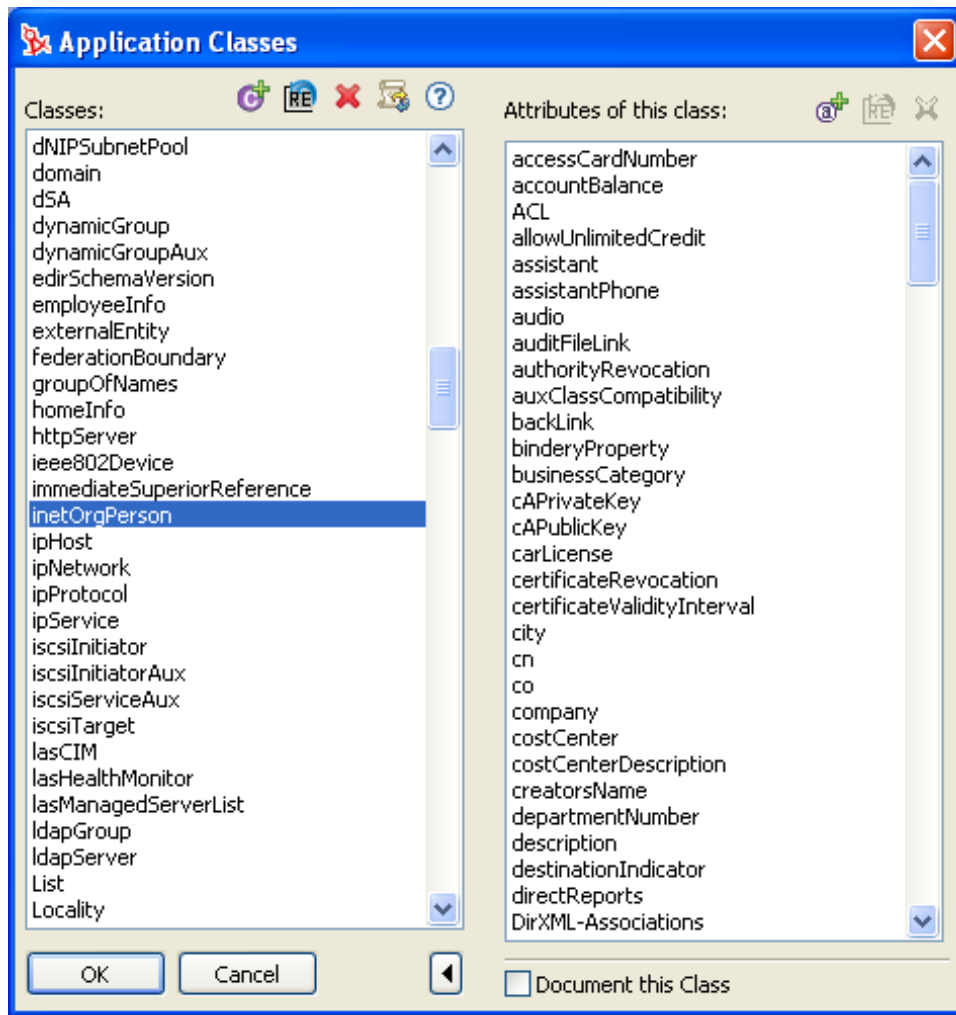 Application Classes
Classes:
RE
dNIPSubnetPool
domain
dSA
dynamicGroup
dynamicGroupAux
edirSchemaVersion
employeeInfo
externalEntity
federationBoundary
groupOfNames
homeInfo
httpServer
ieee802Device
immediateSuperiorReference
inetOrgPerson
ipHost
ipNetwork
ipProtocol
ipService
iscsiInitiator
iscsiInitiatorAux
iscsiServiceAux
iscsiTarget
lasCIM
lasHealthMonitor
lasManagedServerList
ldapGroup
ldapServer
List
Locality
OK
Cancel
Attributes of this class:
RE
accessCardNumber
accountBalance
ACL
allowUnlimitedCredit
assistant
assistantPhone
audio
auditFileLink
authorityRevocation
auxClassCompatibility
backLink
binderyProperty
businessCategory
cAPrivateKey
cAPublicKey
carLicense
certificateRevocation
certificateValidityInterval
city
cn
co
company
costCenter
costCenterDescription
creatorsName
departmentNumber
description
destinationIndicator
directReports
DirXML-Associations
Document this Class